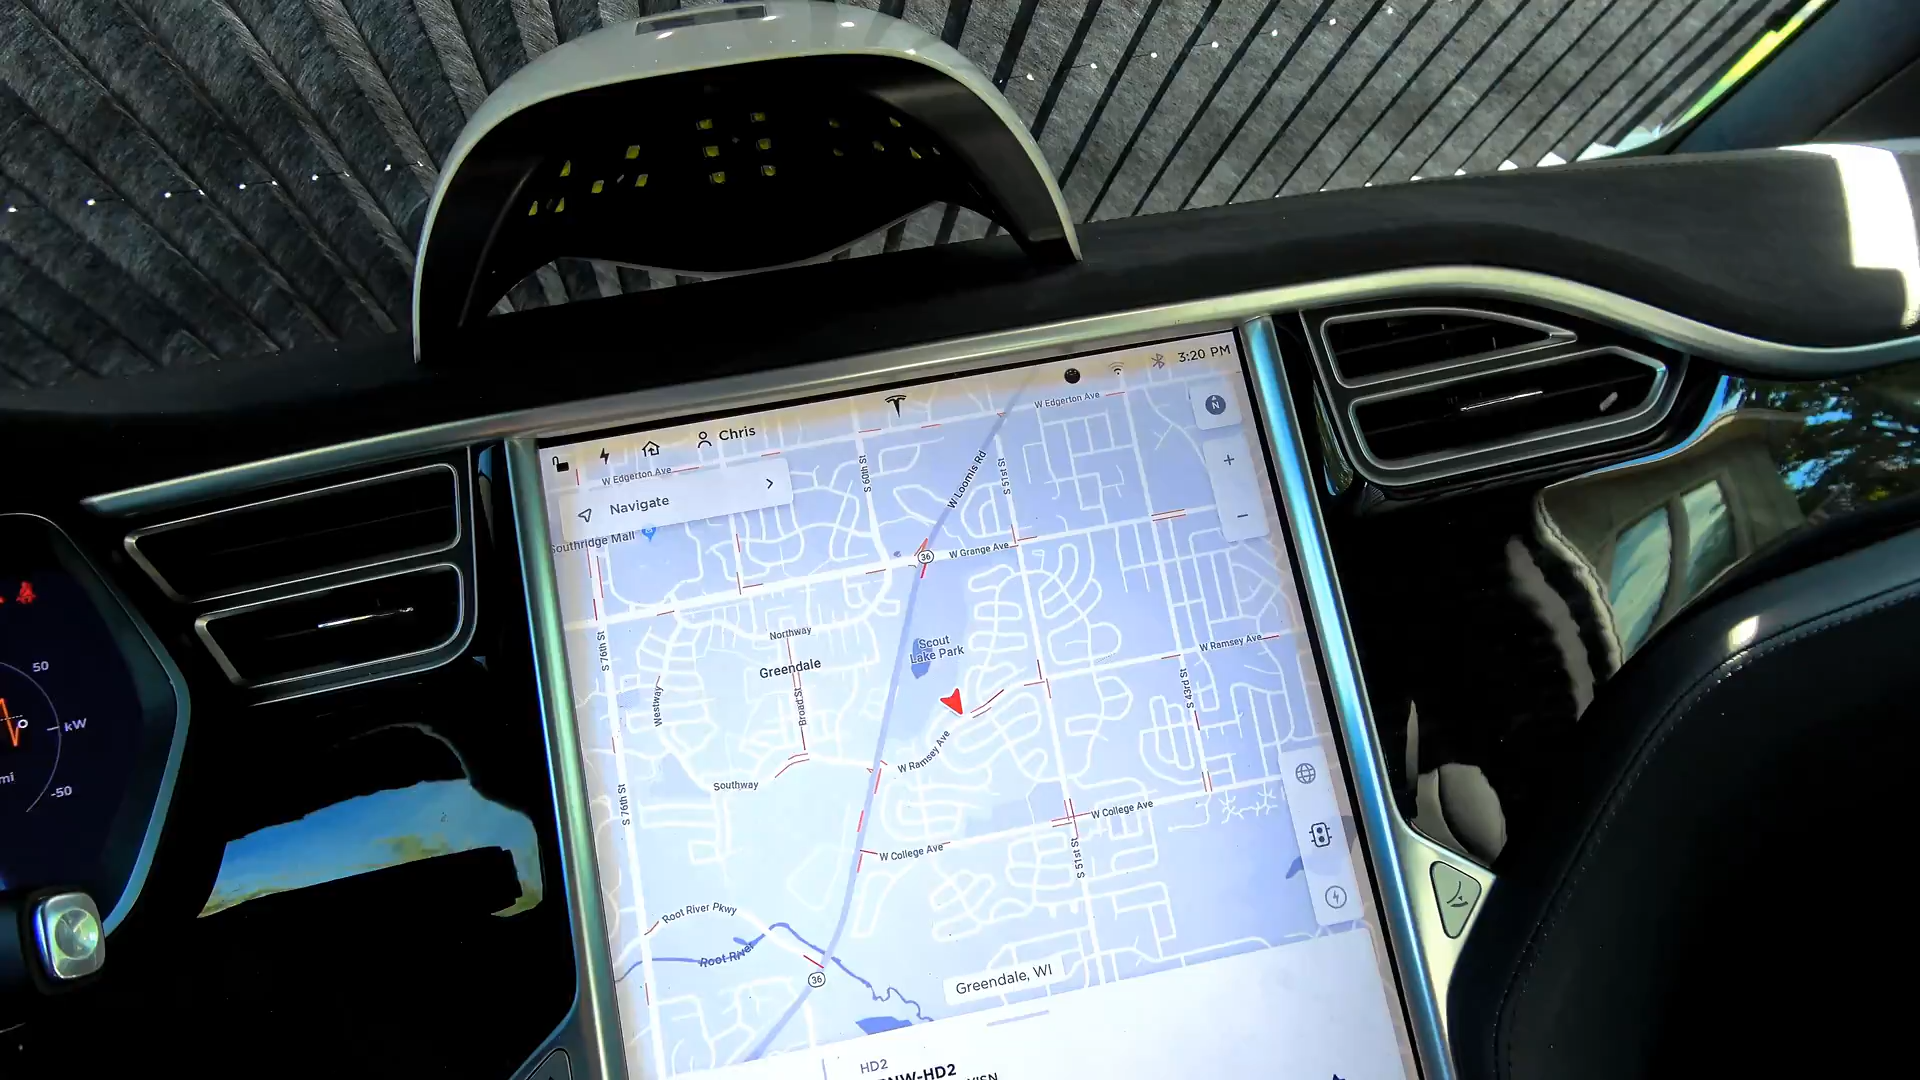 3:20 PM
Chris
W Edgerton Ave
W Edgerton Ave
Navigate
Southridge Mall
S 60th St
W Loomis Rd
S 51st St
36
W Grange Ave
Northway
Greendale
Scout
Lake Park
S 76th St
Westway
Broad St
W Ramsey Ave
S 43rd St
W Ramsey Ave
Southway
S 76th St
W College Ave
W College Ave
S 51st St
Root River Pkwy
Root River
36
Greendale, WI
HD2
NW-HD2
50
kW
mi
-50
N
+
−